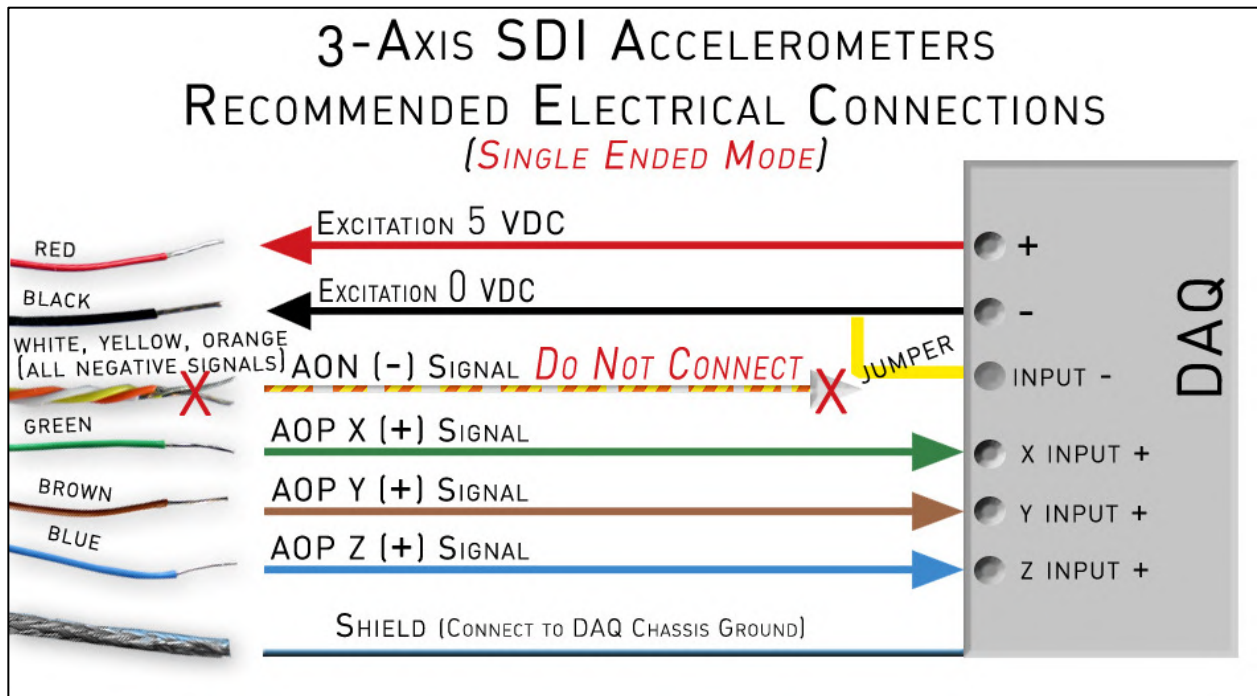 3-AXIS SDI ACCELEROMETERS
RECOMMENDED ELECTRICAL CONNECTIONS
(SINGLE ENDED MODE)
RED
EXCITATION 5 VDC
+
BLACK
EXCITATION 0 VDC
-
WHITE, YELLOW, ORANGE
(ALL NEGATIVE SIGNALS)
X
AON (-) SIGNAL DO NOT CONNECT
X
JUMPER
INPUT -
DAQ
GREEN
AOP X (+) SIGNAL
X INPUT +
BROWN
AOP Y (+) SIGNAL
Y INPUT +
BLUE
AOP Z (+) SIGNAL
Z INPUT +
SHIELD (CONNECT TO DAQ CHASSIS GROUND)